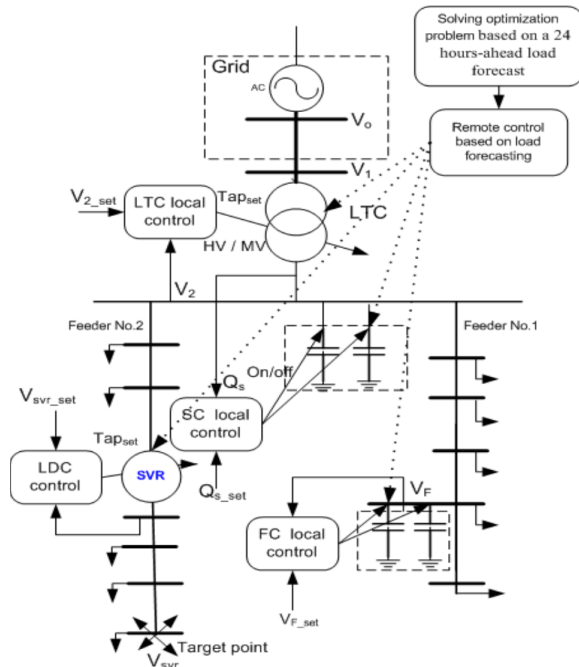 Solving optimization
problem based on a 24
hours-ahead load
forecast
Grid
AC
Vo
Remote control
based on load
forecasting
V1
V2_set
LTC local
control
Tapset
LTC
HV / MV
V2
Feeder No.2
Feeder No.1
On/off
Qs
Vsvr_set
SC local
control
Tapset
LDC
control
SVR
Qs_set
VF
FC local
control
VF_set
Target point
Vsvr